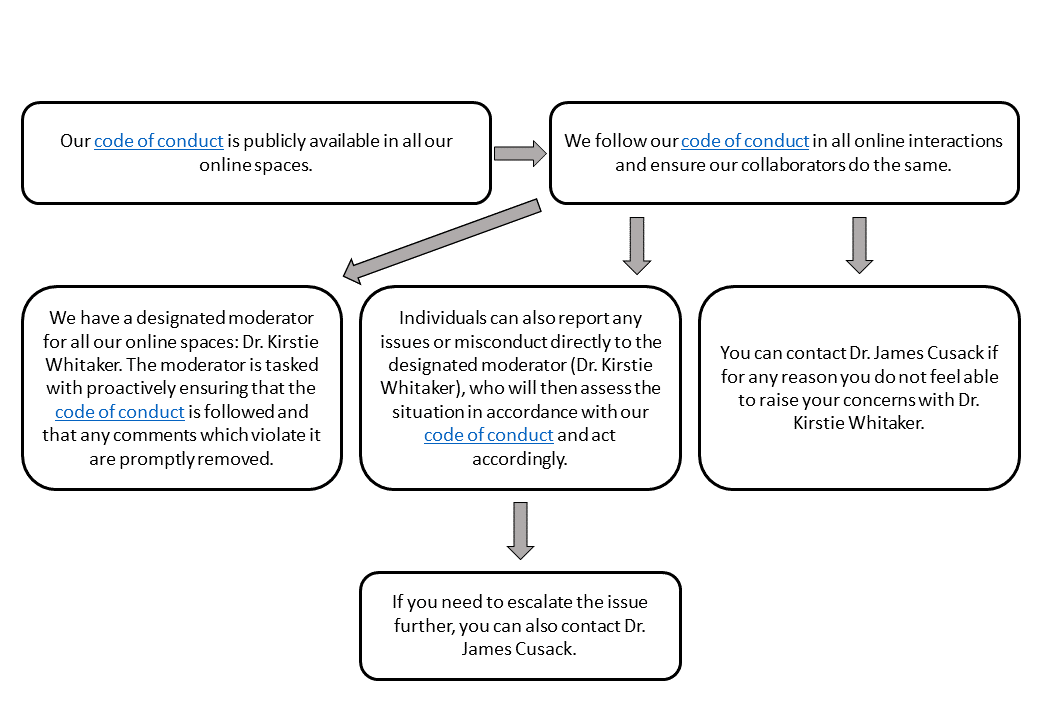 Our code of conduct is publicly available in all our
online spaces.
We follow our code of conduct in all online interactions
and ensure our collaborators do the same.
We have a designated moderator
for all our online spaces: Dr. Kirstie
Whitaker. The moderator is tasked
with proactively ensuring that the
code of conduct is followed and
that any comments which violate it
are promptly removed.
Individuals can also report any
issues or misconduct directly to the
designated moderator (Dr. Kirstie
Whitaker), who will then assess the
situation in accordance with our
code of conduct and act
accordingly.
You can contact Dr. James Cusack if
for any reason you do not feel able
to raise your concerns with Dr.
Kirstie Whitaker.
If you need to escalate the issue
further, you can also contact Dr.
James Cusack.